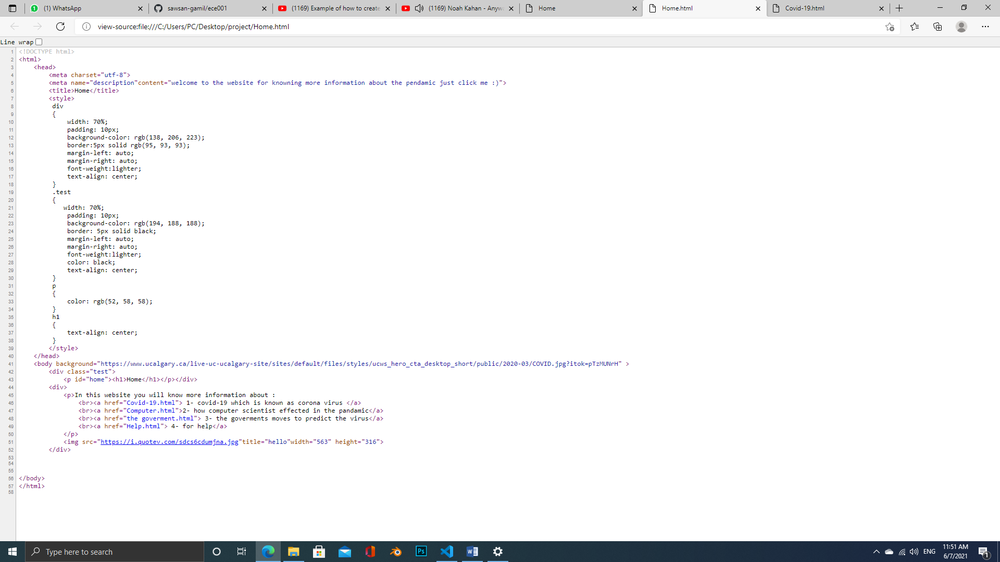 (1) WhatsApp
sawsan-gamil/ece001
(1169) Example of how to create
(1169) Noah Kahan - Anyw
Home
Home.html
Covid-19.html
view-source:file:///C:/Users/PC/Desktop/project/Home.html
Line wrap
1 <!DOCTYPE html>
2 <html>
3 <head>
4 <meta charset="utf-8">
5 <meta name="description"content="welcome to the website for knowning more information about the pendamic just click me :)">
6 <title>Home</title>
7 <style>
8 div
9 {
10 width: 70%;
11 padding: 10px;
12 background-color: rgb(138, 206, 223);
13 border:5px solid rgb(95, 93, 93);
14 margin-left: auto;
15 margin-right: auto;
16 font-weight:lighter;
17 text-align: center;
18 }
19 .test
20 {
21 width: 70%;
22 padding: 10px;
23 background-color: rgb(194, 188, 188);
24 border: 5px solid black;
25 margin-left: auto;
26 margin-right: auto;
27 font-weight:lighter;
28 color: black;
29 text-align: center;
30 }
31 p
32 {
33 color: rgb(52, 58, 58);
34 }
35 h1
36 {
37 text-align: center;
38 }
39 </style>
40 </head>
41 <body background="https://www.ucalgary.ca/live-uc-ucalgary-site/sites/default/files/styles/ucws_hero_cta_desktop_short/public/2020-03/COVID.jpg?itok=pTzMUNrH" >
42 <div class="test">
43 <p id="home"><h1>Home</h1></p></div>
44 <div>
45 <p>In this website you will know more information about :
46 <br><a href="Covid-19.html"> 1- covid-19 which is known as corona virus </a>
47 <br><a href="Computer.html">2- how computer scientist effected in the pandamic</a>
48 <br><a href="the goverment.html"> 3- the goverments moves to predict the virus</a>
49 <br><a href="Help.html"> 4- for help</a>
50 </p>
51 <img src="https://i.quotev.com/sdcs6cdumjna.jpg"title="hello"width="563" height="316">
52 </div>
53
54
55
56 </body>
57 </html>
58
Type here to search
Ps
ENG
11:51 AM
6/7/2021
1